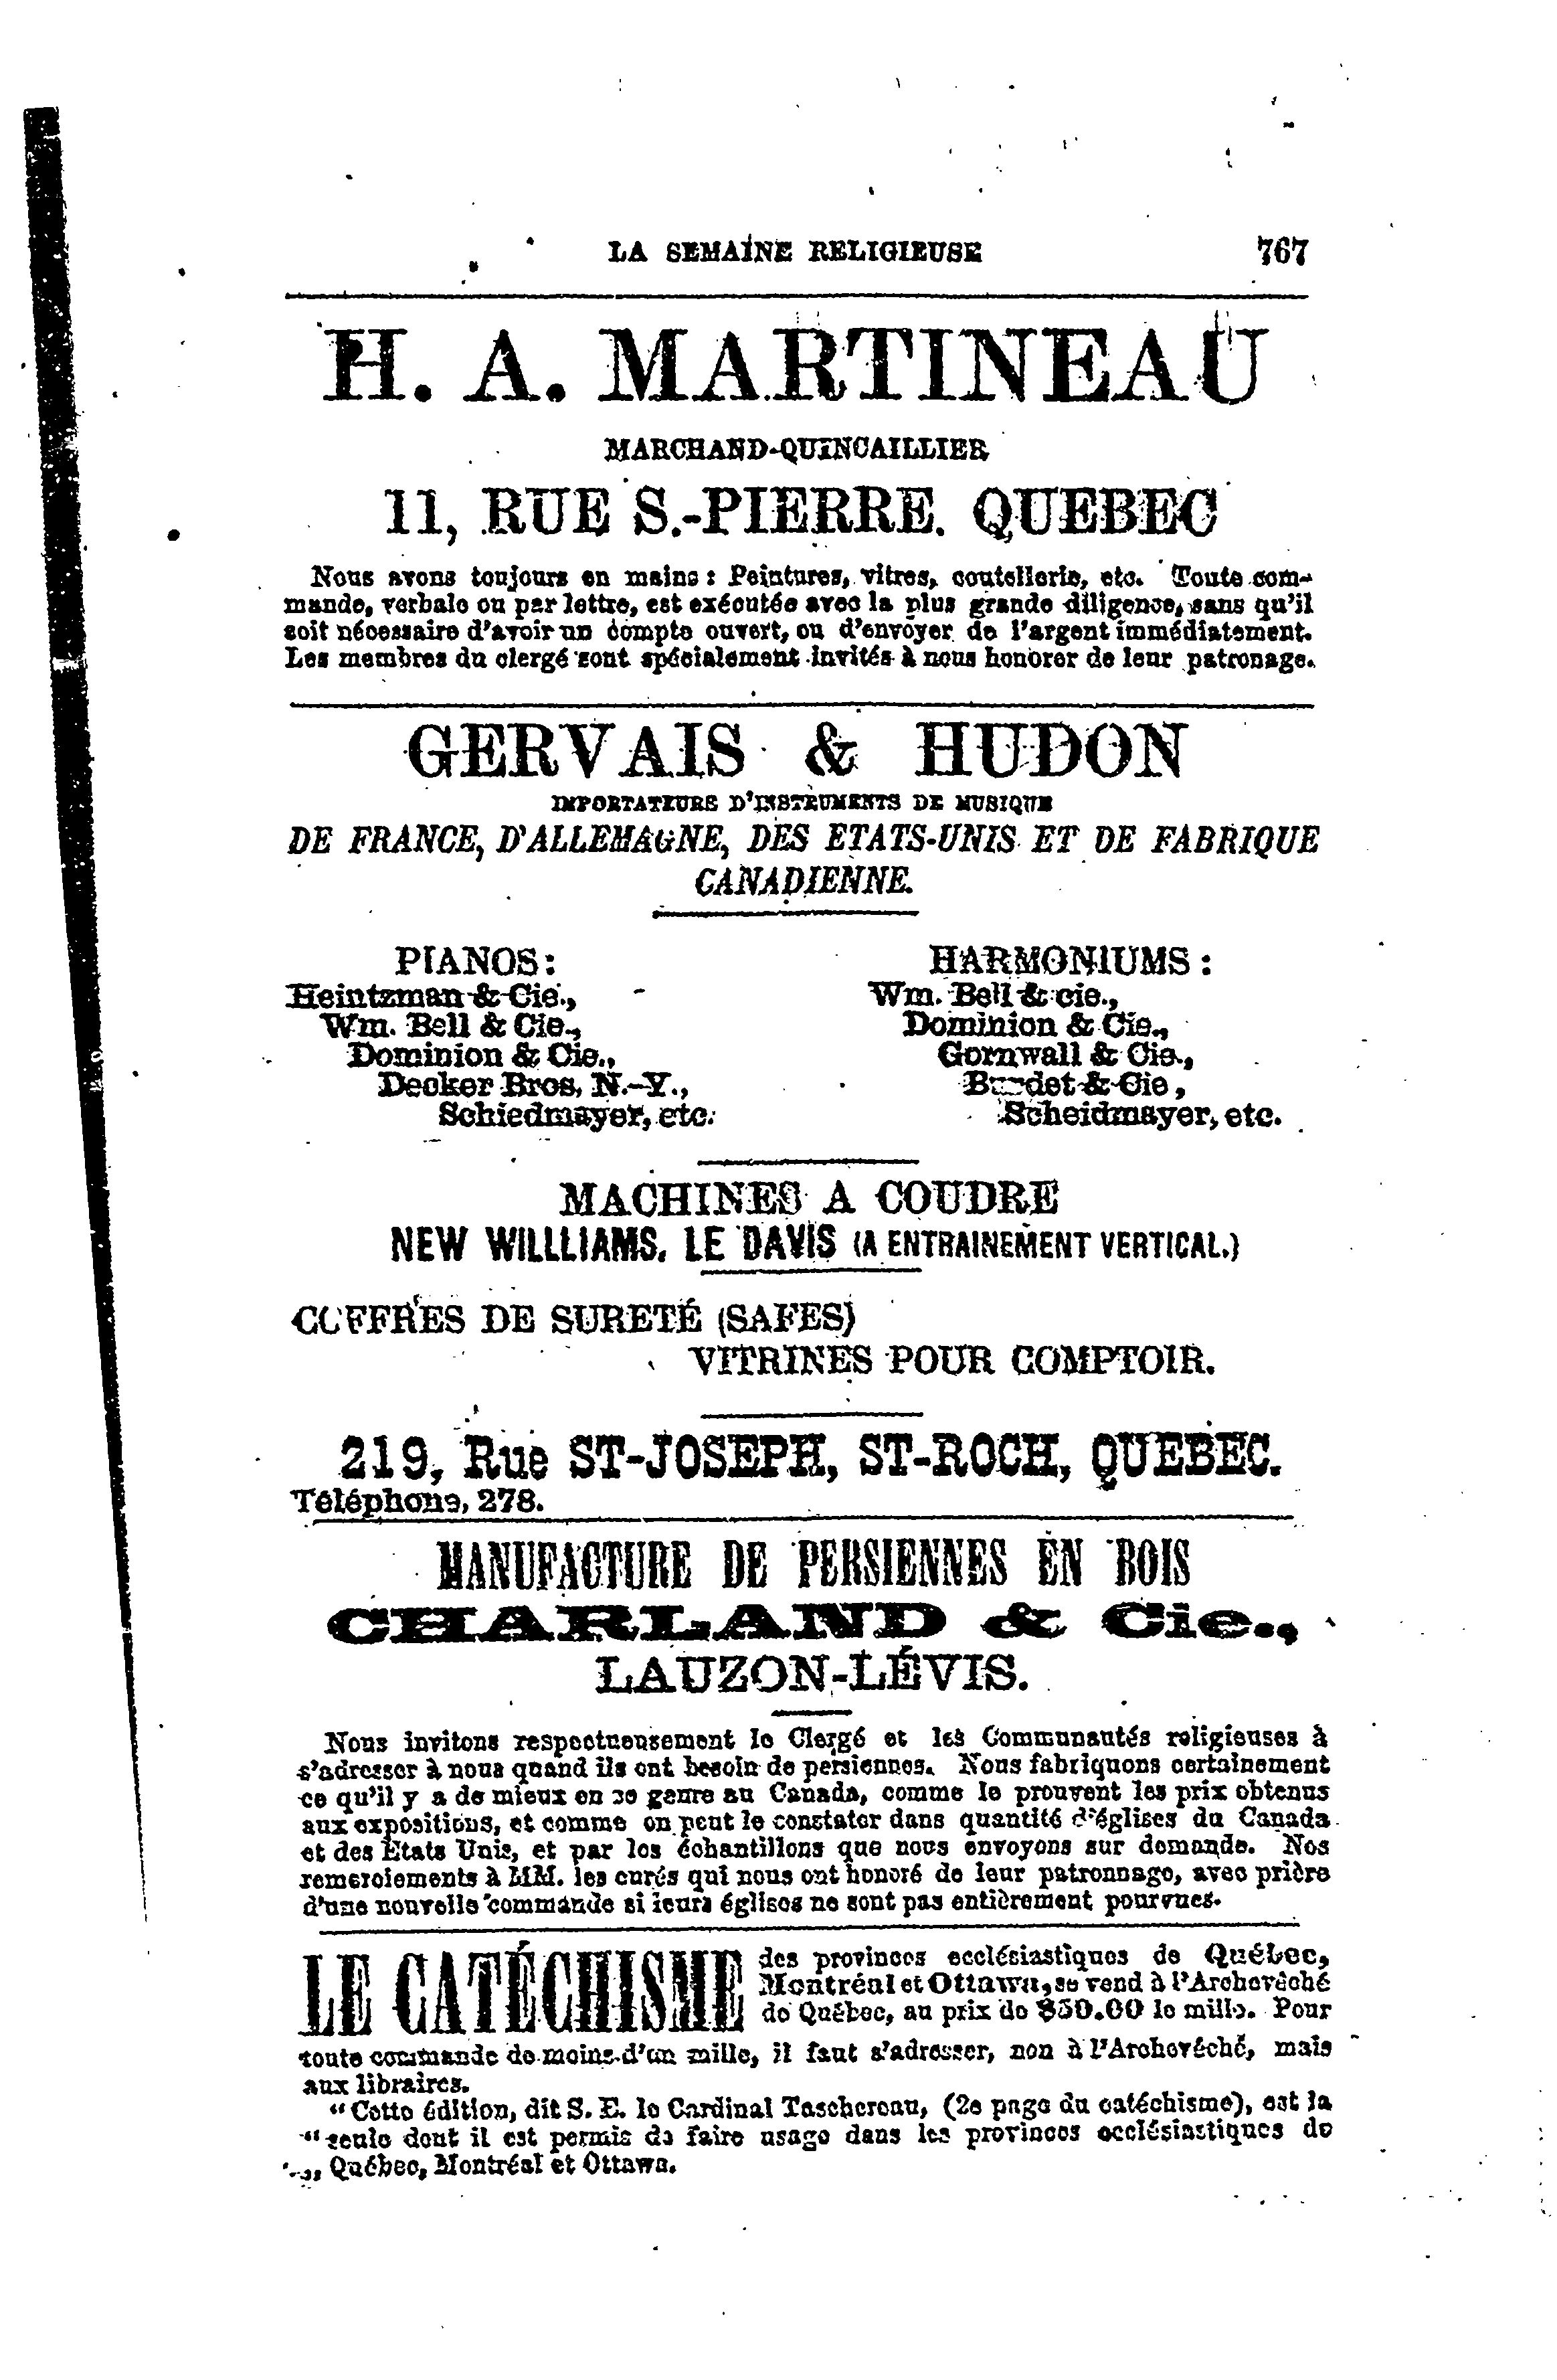 LA SEMAINE RELIGIEUSE 767
H. A. MARTINEAU
MARCHAND-QUINCAILLIER
11, RUE S.-PIERRE. QUEBEC
Nous avons toujours en mains : Peintures, vitres, coutellerie, etc. Toute com-
mande, verbale ou par lettre, est exécutée avec la plus grande diligence, sans qu'il
soit nécessaire d'avoir un compte ouvert, ou d'envoyer de l'argent immédiatement.
Les membres du clergé sont spécialement invités à nous honorer de leur patronage.
GERVAIS & HUDON
IMPORTATEURS D'INSTRUMENTS DE MUSIQUE
DE FRANCE, D'ALLEMAGNE, DES ETATS-UNIS ET DE FABRIQUE
CANADIENNE.
PIANOS :
Heintzman & Cie.,
Wm. Bell & Cie.,
Dominion & Cie.,
Decker Bros, N.-Y.,
Schiedmayer, etc.
HARMONIUMS :
Wm. Bell & cie.,
Dominion & Cie.,
Cornwall & Cie.,
& Cie,
Scheidmayer, etc.
MACHINES A COUDRE
NEW WILLLIAMS. LE DAVIS (A ENTRAINEMENT VERTICAL.)
COFFRES DE SURETÉ (SAFES)
VITRINES POUR COMPTOIR.
219, Rue ST-JOSEPH, ST-ROCH, QUEBEC.
Téléphone, 278.
MANUFACTURE DE PERSIENNES EN BOIS
CHARLAND & Cie.,
LAUZON-LÉVIS.
Nous invitons respectueusement le Clergé et les Communautés religieuses à
s'adresser à nous quand ils ont besoin de persiennes. Nous fabriquons certainement
ce qu'il y a de mieux en ce genre au Canada, comme le prouvent les prix obtenus
aux expositions, et comme on peut le constater dans quantité d'églises du Canada
et des Etats Unis, et par les échantillons que nous envoyons sur demande. Nos
remerciements à MM. les curés qui nous ont honoré de leur patronnage, avec prière
d'une nouvelle commande si leurs églises ne sont pas entièrement pourvues.
LE CATÉCHISME des provinces ecclésiastiques de Québec,
Montréal et Ottawa, se vend à l'Archevêché
de Québec, au prix de $50.00 le mille. Pour
toute commande de moins d'un mille, il faut s'adresser, non à l'Archevêché, mais
aux libraires.
“ Cette édition, dit S. E. le Cardinal Taschereau, (2e page du catéchisme), est la
“ seule dont il est permis de faire usage dans les provinces ecclésiastiques de
Québec, Montréal et Ottawa.